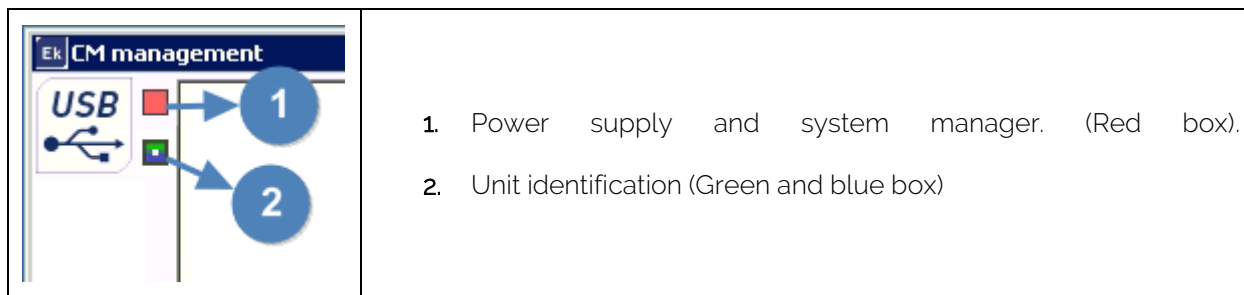 Ek CM management
USB
1
2
1. Power supply and system manager. (Red box).
2. Unit identification (Green and blue box)